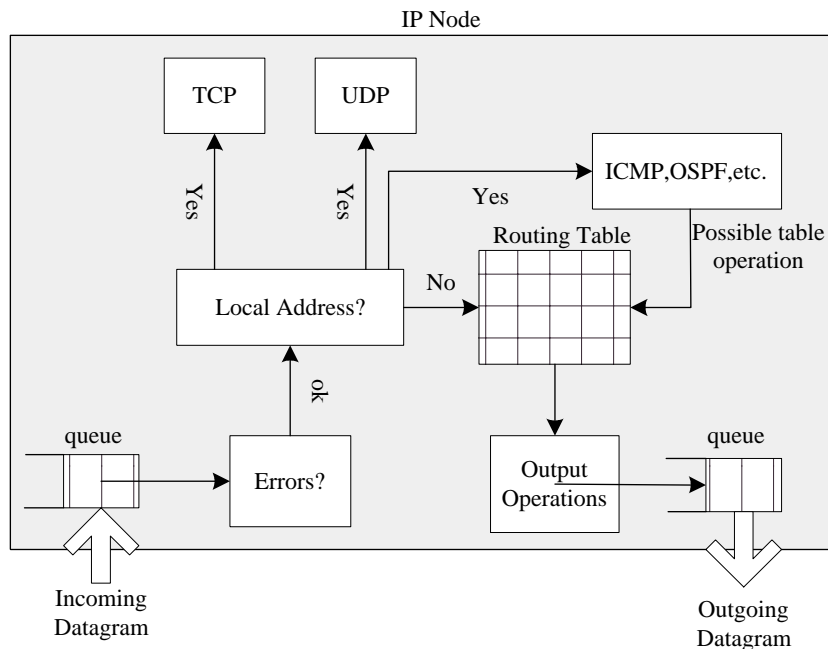 IP Node
TCP
UDP
ICMP,OSPF,etc.
Yes
Yes
Yes
Routing Table
Possible table
operation
Local Address?
No
ok
queue
Errors?
Output
Operations
queue
Incoming
Datagram
Outgoing
Datagram